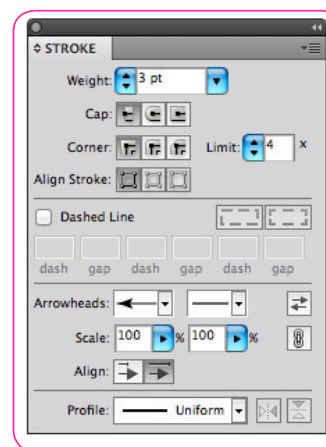 STROKE
Weight: 3 pt
Cap:
Corner: Limit: 4 x
Align Stroke:
Dashed Line
dash gap dash gap dash gap
Arrowheads:
Scale: 100 % 100 %
Align:
Profile: Uniform